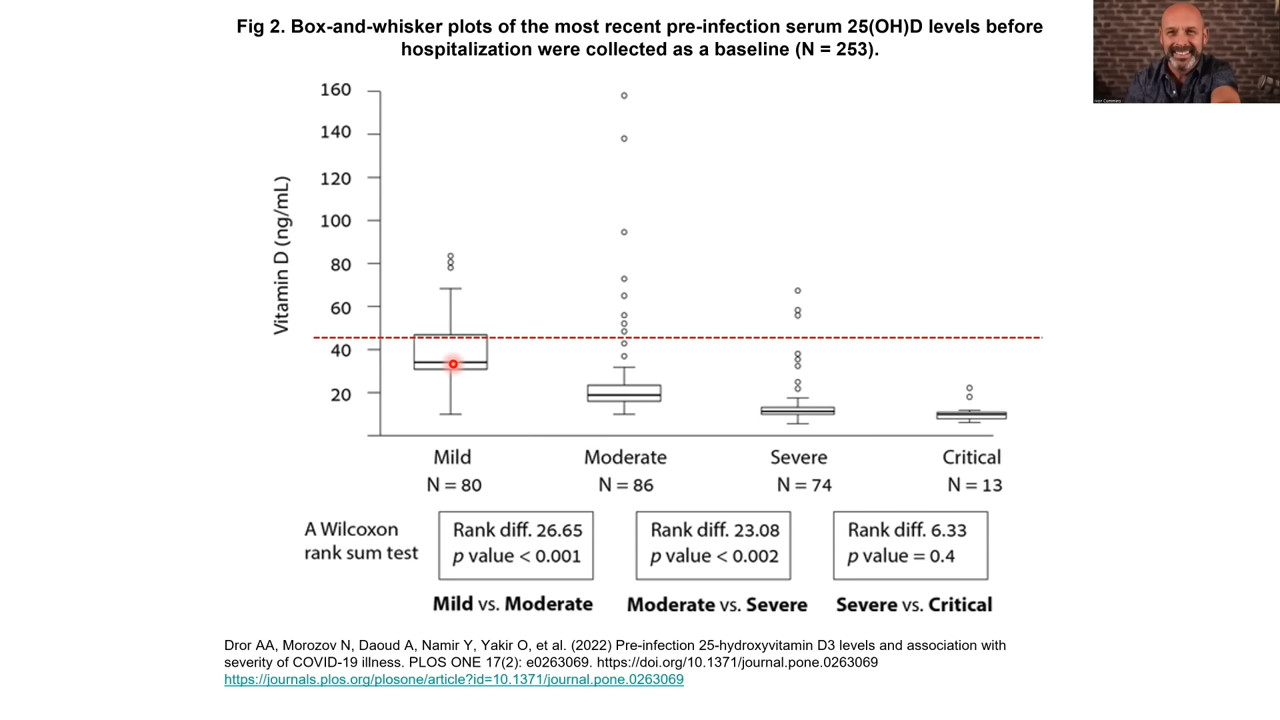 Fig 2. Box-and-whisker plots of the most recent pre-infection serum 25(OH)D levels before
hospitalization were collected as a baseline (N = 253).
Vitamin D (ng/mL)
160
140
120
100
80
60
40
20
Mild Moderate Severe Critical
N = 80 N = 86 N = 74 N = 13
A Wilcoxon
rank sum test
Rank diff. 26.65
p value < 0.001
Rank diff. 23.08
p value < 0.002
Rank diff. 6.33
p value = 0.4
Mild vs. Moderate Moderate vs. Severe Severe vs. Critical
Dror AA, Morozov N, Daoud A, Namir Y, Yakir O, et al. (2022) Pre-infection 25-hydroxyvitamin D3 levels and association with
severity of COVID-19 illness. PLOS ONE 17(2): e0263069. https://doi.org/10.1371/journal.pone.0263069
https://journals.plos.org/plosone/article?id=10.1371/journal.pone.0263069